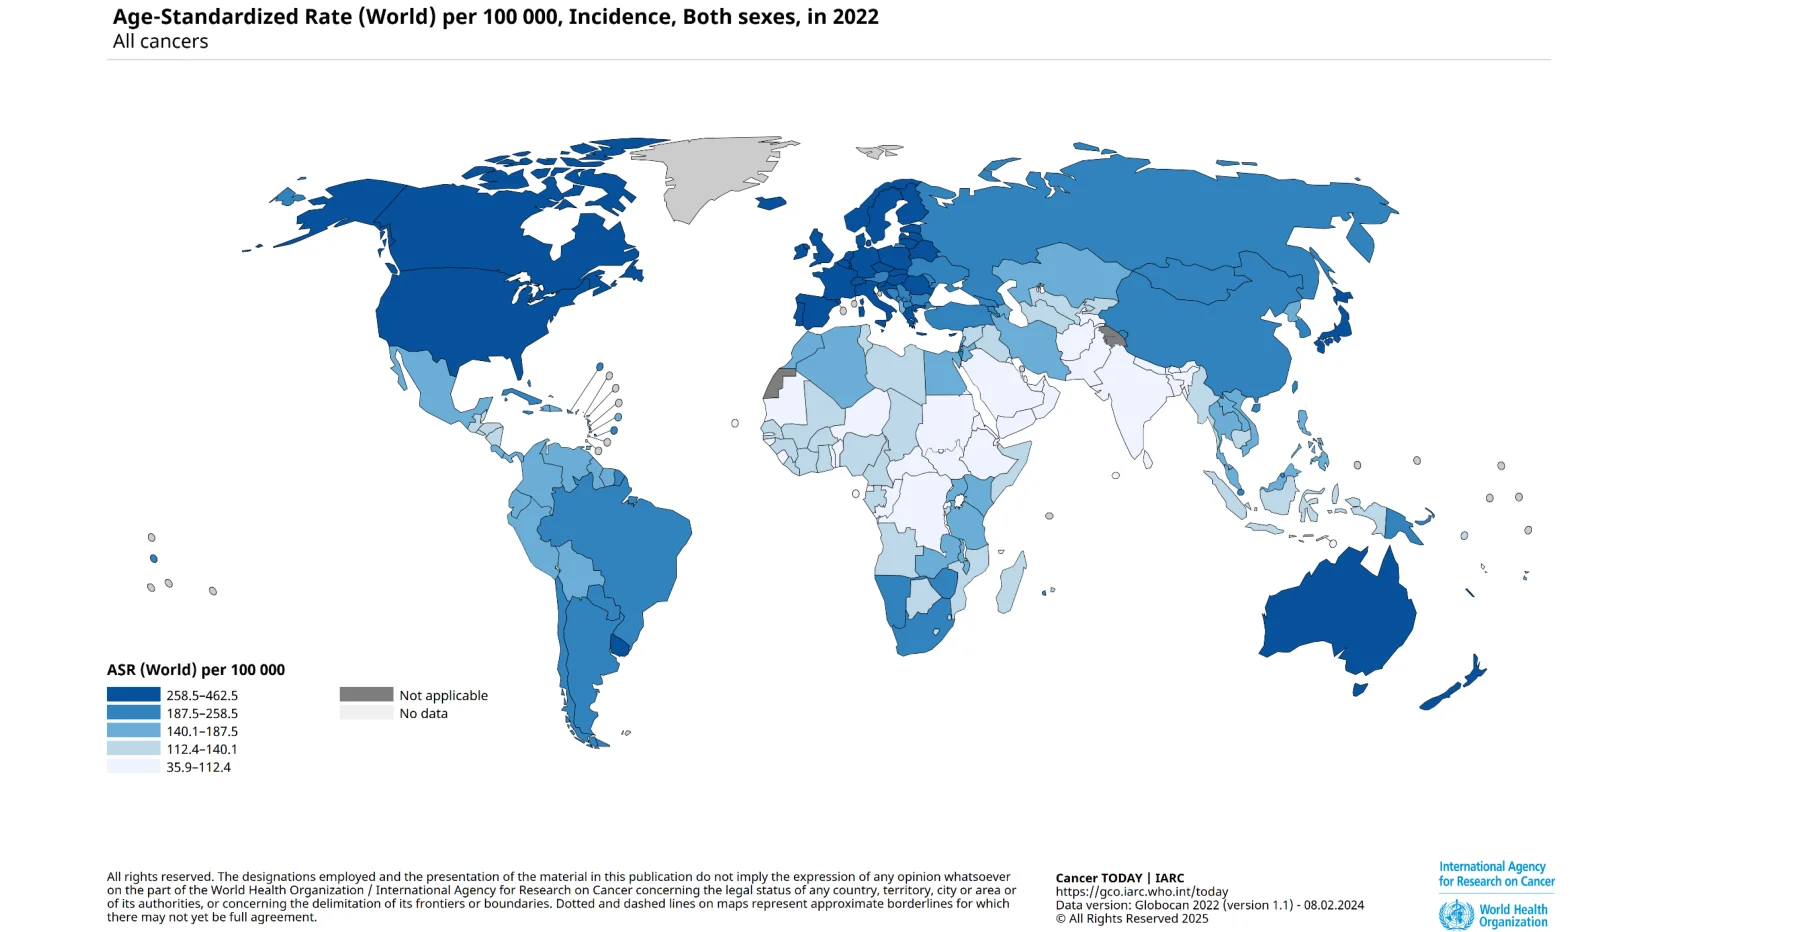 Age-Standardized Rate (World) per 100 000, Incidence, Both sexes, in 2022
All cancers
ASR (World) per 100 000
258.5–462.5
187.5–258.5
140.1–187.5
112.4–140.1
35.9–112.4
Not applicable
No data
All rights reserved. The designations employed and the presentation of the material in this publication do not imply the expression of any opinion whatsoever
on the part of the World Health Organization / International Agency for Research on Cancer concerning the legal status of any country, territory, city or area or
of its authorities, or concerning the delimitation of its frontiers or boundaries. Dotted and dashed lines on maps represent approximate borderlines for which
there may not yet be full agreement.
Cancer TODAY | IARC
https://gco.iarc.who.int/today
Data version: Globocan 2022 (version 1.1) - 08.02.2024
© All Rights Reserved 2025
International Agency
for Research on Cancer
World Health
Organization